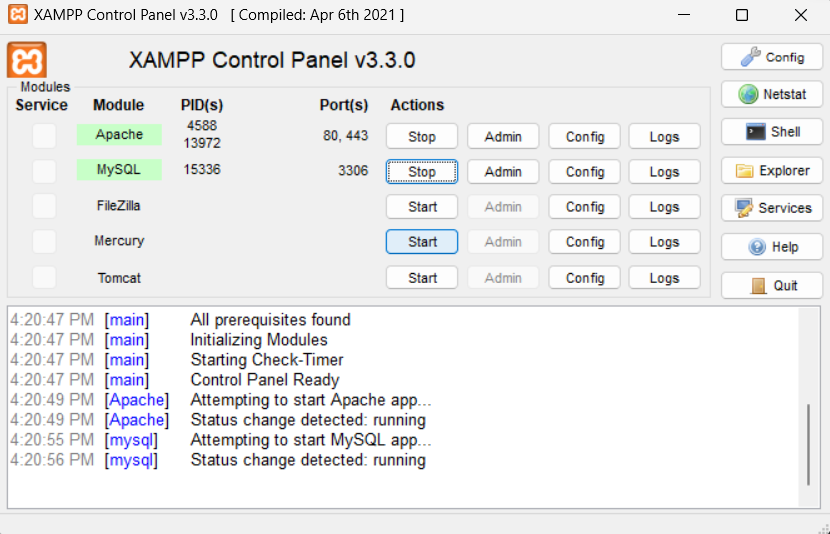 XAMPP Control Panel v3.3.0 [ Compiled: Apr 6th 2021 ]
XAMPP Control Panel v3.3.0
Config
Modules
Service Module PID(s) Port(s) Actions
Netstat
Apache 4588 13972 80, 443 Stop Admin Config Logs
Shell
MySQL 15336 3306 Stop Admin Config Logs
Explorer
FileZilla Start Admin Config Logs
Services
Mercury Start Admin Config Logs
Help
Tomcat Start Admin Config Logs
Quit
4:20:47 PM [main] All prerequisites found
4:20:47 PM [main] Initializing Modules
4:20:47 PM [main] Starting Check-Timer
4:20:47 PM [main] Control Panel Ready
4:20:49 PM [Apache] Attempting to start Apache app...
4:20:49 PM [Apache] Status change detected: running
4:20:55 PM [mysql] Attempting to start MySQL app...
4:20:56 PM [mysql] Status change detected: running